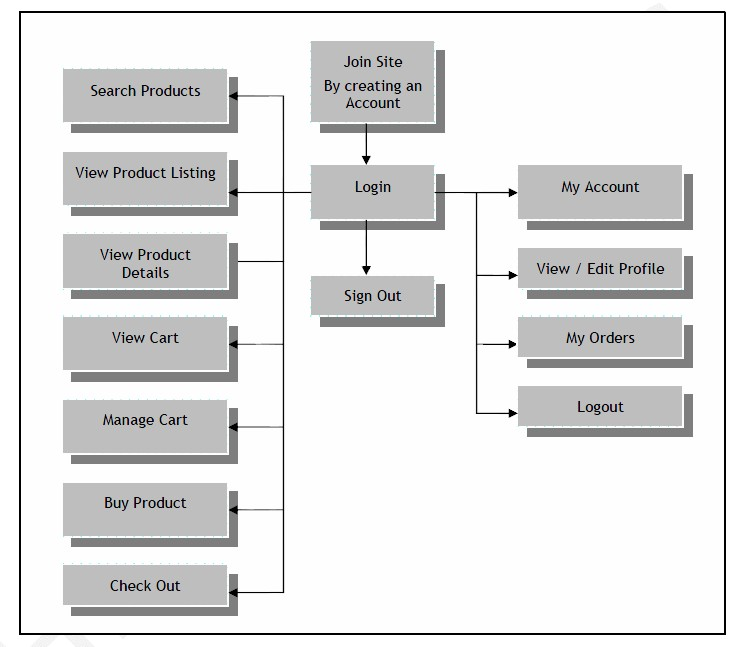 Join Site
By creating an
Account
Search Products
View Product Listing
Login
My Account
View Product
Details
View / Edit Profile
Sign Out
View Cart
My Orders
Manage Cart
Logout
Buy Product
Check Out